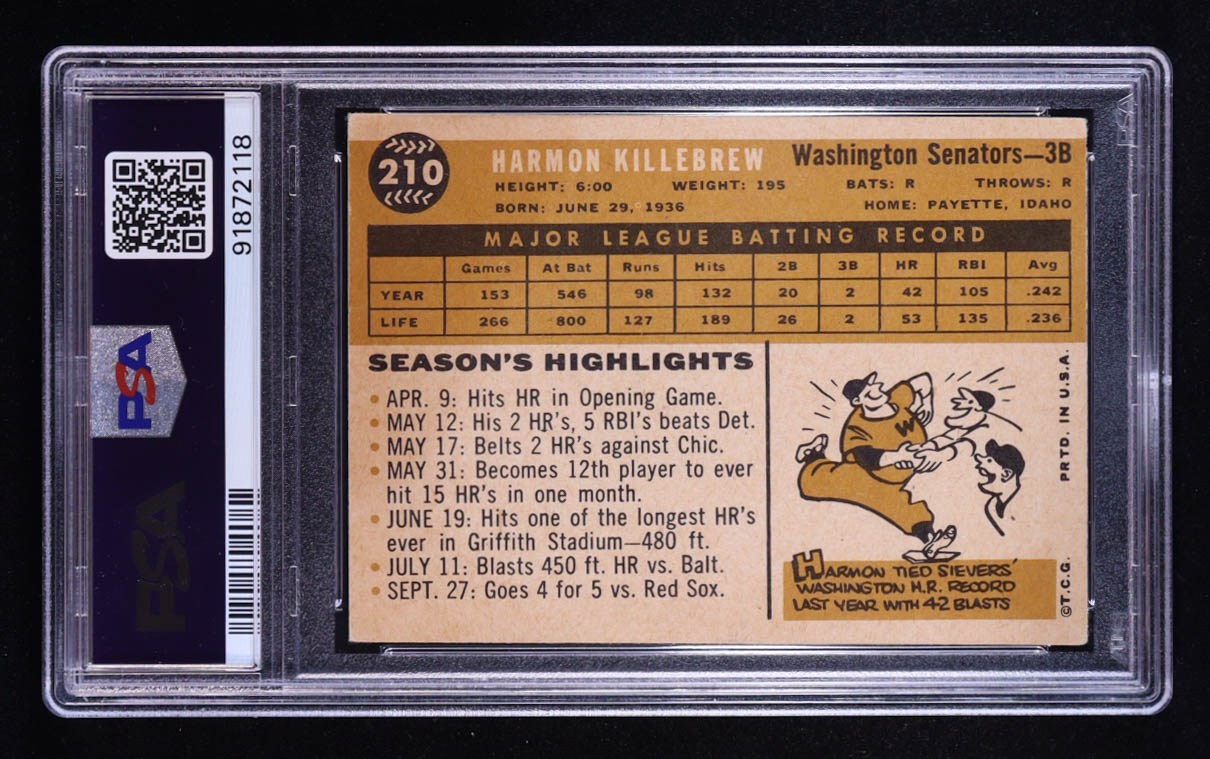 210
HARMON KILLEBREW Washington Senators—3B
HEIGHT: 6:00 WEIGHT: 195 BATS: R THROWS: R
BORN: JUNE 29, 1936 HOME: PAYETTE, IDAHO
MAJOR LEAGUE BATTING RECORD
Games At Bat Runs Hits 2B 3B HR RBI Avg
YEAR 153 546 98 132 20 2 42 105 .242
LIFE 266 800 127 189 26 2 53 135 .236
SEASON'S HIGHLIGHTS
• APR. 9: Hits HR in Opening Game.
• MAY 12: His 2 HR's, 5 RBI's beats Det.
• MAY 17: Belts 2 HR's against Chic.
• MAY 31: Becomes 12th player to ever
hit 15 HR's in one month.
• JUNE 19: Hits one of the longest HR's
ever in Griffith Stadium—480 ft.
• JULY 11: Blasts 450 ft. HR vs. Balt.
• SEPT. 27: Goes 4 for 5 vs. Red Sox.
W
HARMON TIED SIEVERS'
WASHINGTON H.R. RECORD
LAST YEAR WITH 42 BLASTS
©T.C.G. PRTD. IN U.S.A.
91872118
PSA
PSA